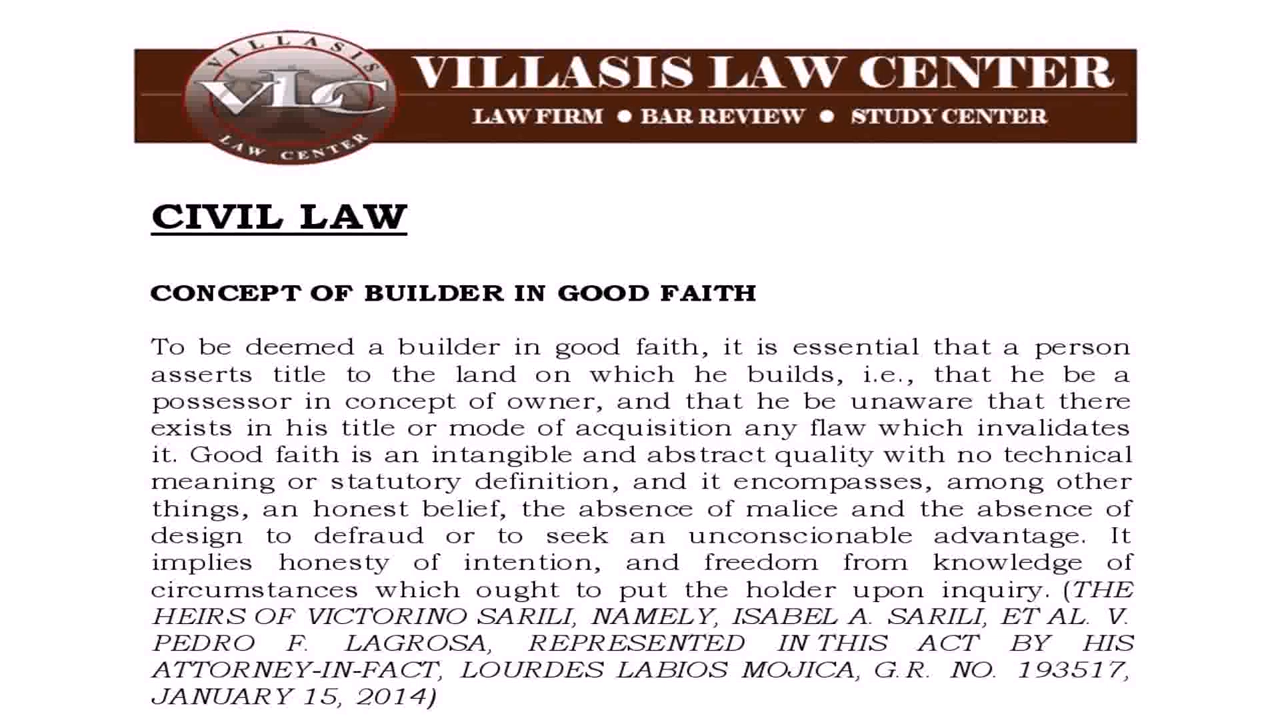 VILLASIS
VLC
LAW CENTER
VILLASIS LAW CENTER
LAW FIRM ● BAR REVIEW ● STUDY CENTER
CIVIL LAW
CONCEPT OF BUILDER IN GOOD FAITH
To be deemed a builder in good faith, it is essential that a person
asserts title to the land on which he builds, i.e., that he be a
possessor in concept of owner, and that he be unaware that there
exists in his title or mode of acquisition any flaw which invalidates
it. Good faith is an intangible and abstract quality with no technical
meaning or statutory definition, and it encompasses, among other
things, an honest belief, the absence of malice and the absence of
design to defraud or to seek an unconscionable advantage. It
implies honesty of intention, and freedom from knowledge of
circumstances which ought to put the holder upon inquiry. (THE
HEIRS OF VICTORINO SARILI, NAMELY, ISABEL A. SARILI, ET AL. V.
PEDRO F. LAGROSA, REPRESENTED IN THIS ACT BY HIS
ATTORNEY-IN-FACT, LOURDES LABIOS MOJICA, G.R. NO. 193517,
JANUARY 15, 2014)